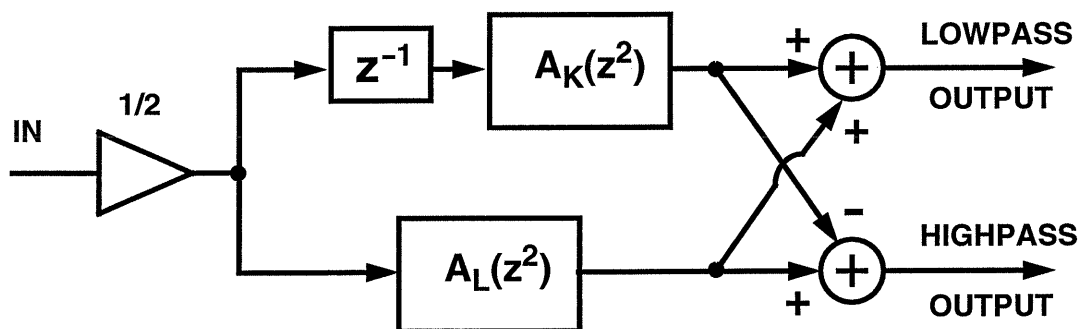 IN
1/2
z⁻¹
A_K(z²)
A_L(z²)
+
+
+
-
+
+
LOWPASS
OUTPUT
HIGHPASS
OUTPUT